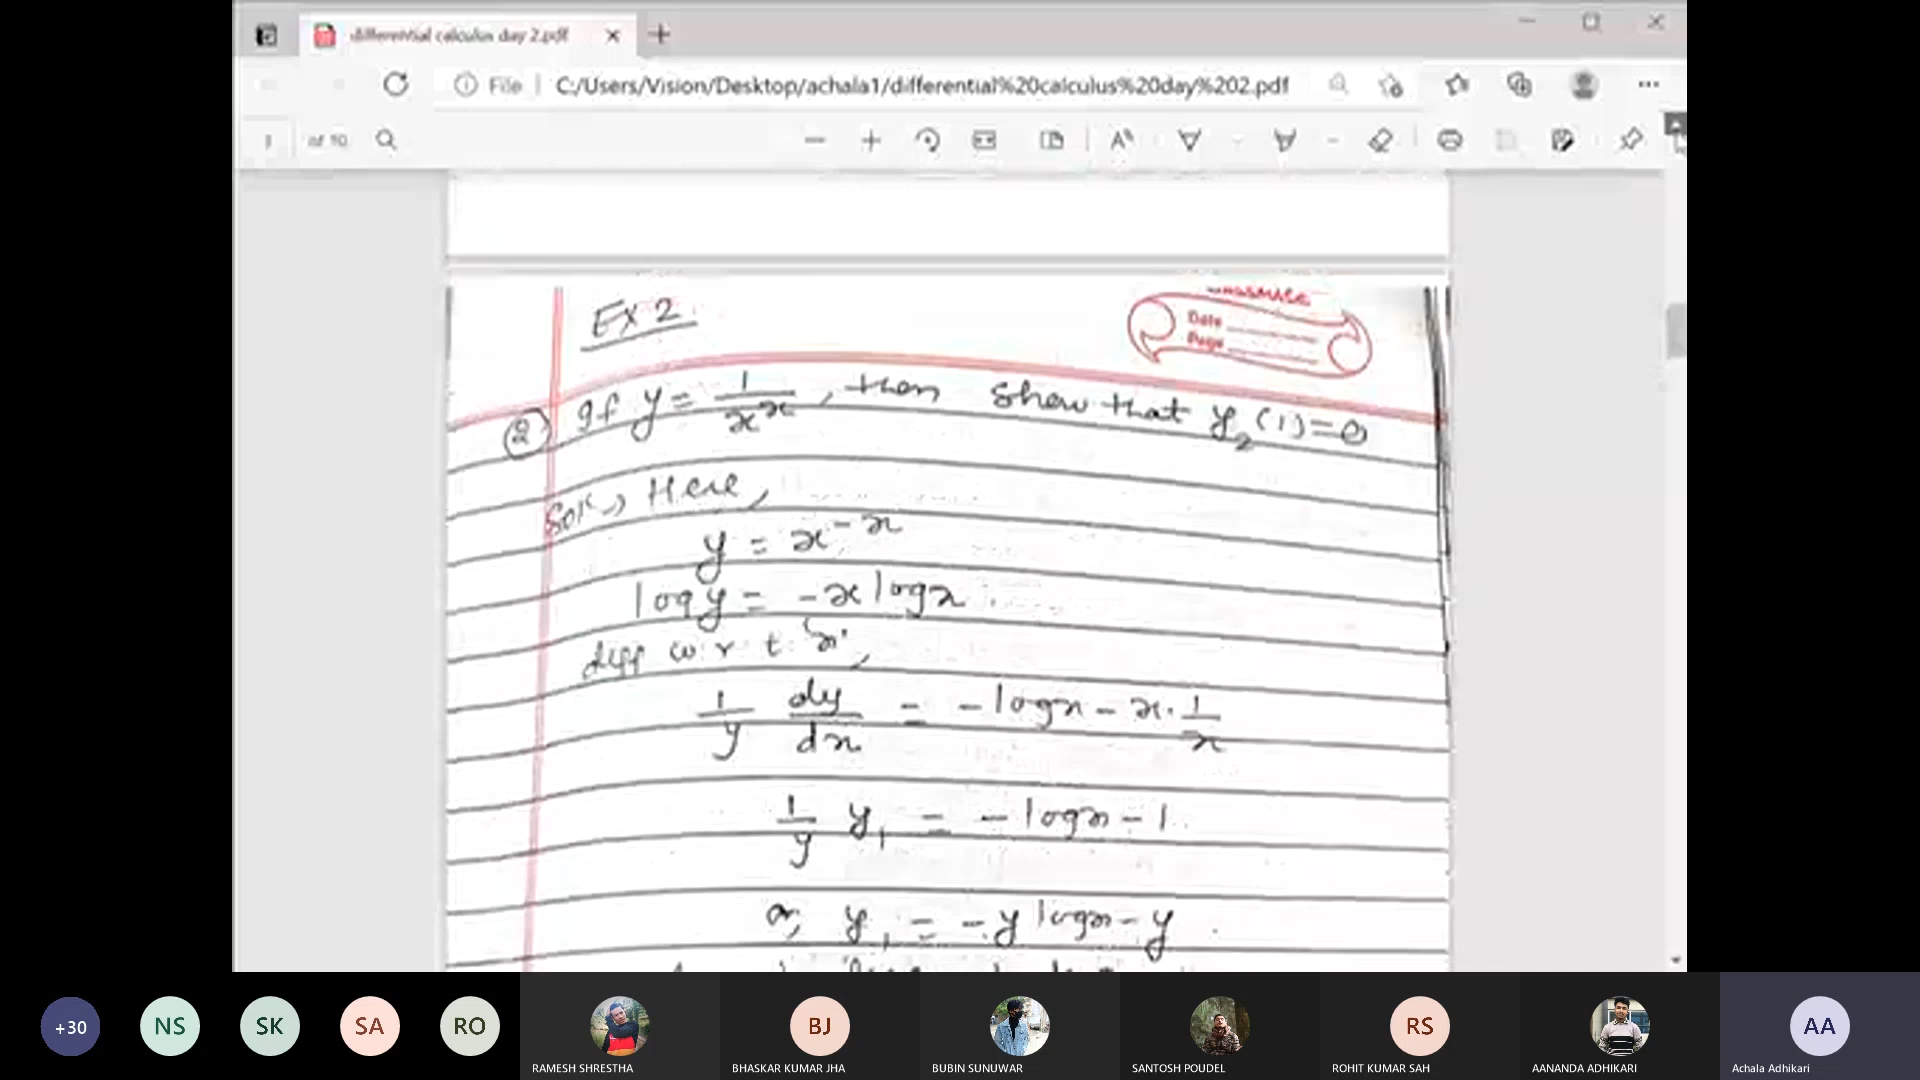 differential calculus day 2.pdf
File C:/Users/Vision/Desktop/achala1/differential%20calculus%20day%202.pdf
of 10
Ex 2.
Date
Page
② If y = 1/x^x, then show that y₂(1)=0
Sol→ Here,
y = x^-x
log y = -x log x.
diff w.r.t 'x',
1/y dy/dx = - log x - x. 1/x
1/y y₁ = - log x - 1.
or, y₁ = - y log x - y.
+30
NS
SK
SA
RO
RAMESH SHRESTHA
BJ
BHASKAR KUMAR JHA
BUBIN SUNUWAR
SANTOSH POUDEL
RS
ROHIT KUMAR SAH
AANANDA ADHIKARI
AA
Achala Adhikari